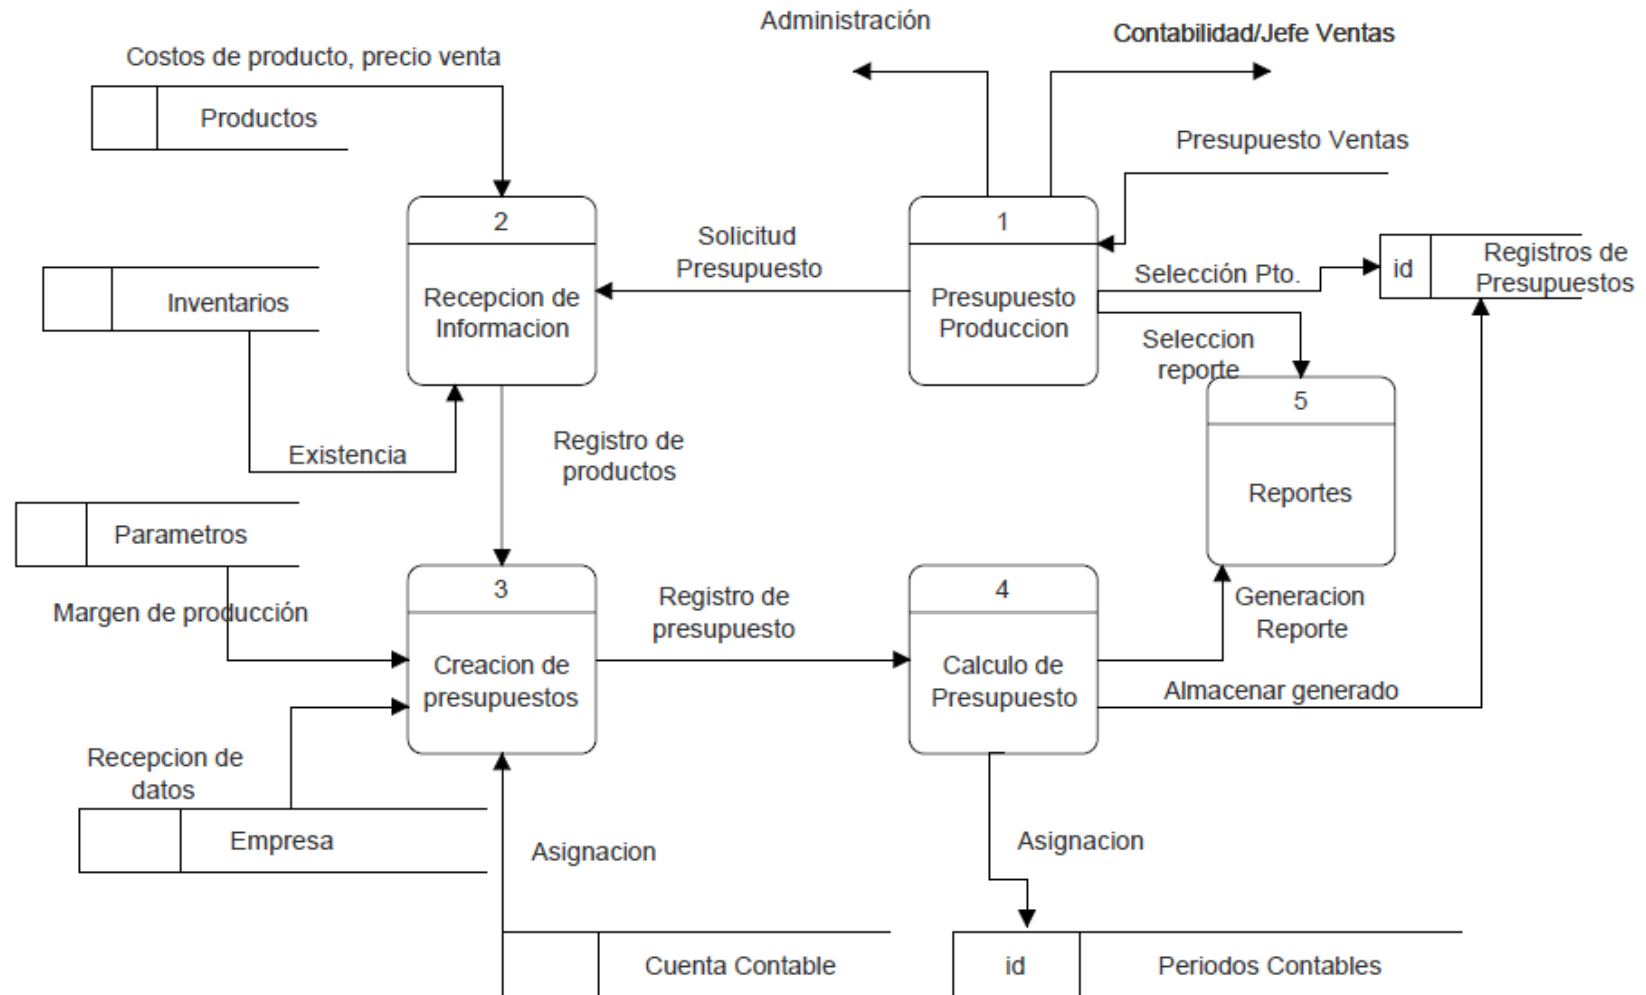 Administración
Contabilidad/Jefe Ventas
Costos de producto, precio venta
Productos
Presupuesto Ventas
2
1
Solicitud
Presupuesto
Registros de
Presupuestos
id
Selección Pto.
Inventarios
Recepcion de
Informacion
Presupuesto
Produccion
Seleccion
reporte
5
Existencia
Registro de
productos
Reportes
Parametros
3
4
Margen de producción
Registro de
presupuesto
Generacion
Reporte
Creacion de
presupuestos
Calculo de
Presupuesto
Almacenar generado
Recepcion de
datos
Empresa
Asignacion
Asignacion
Cuenta Contable
id
Periodos Contables